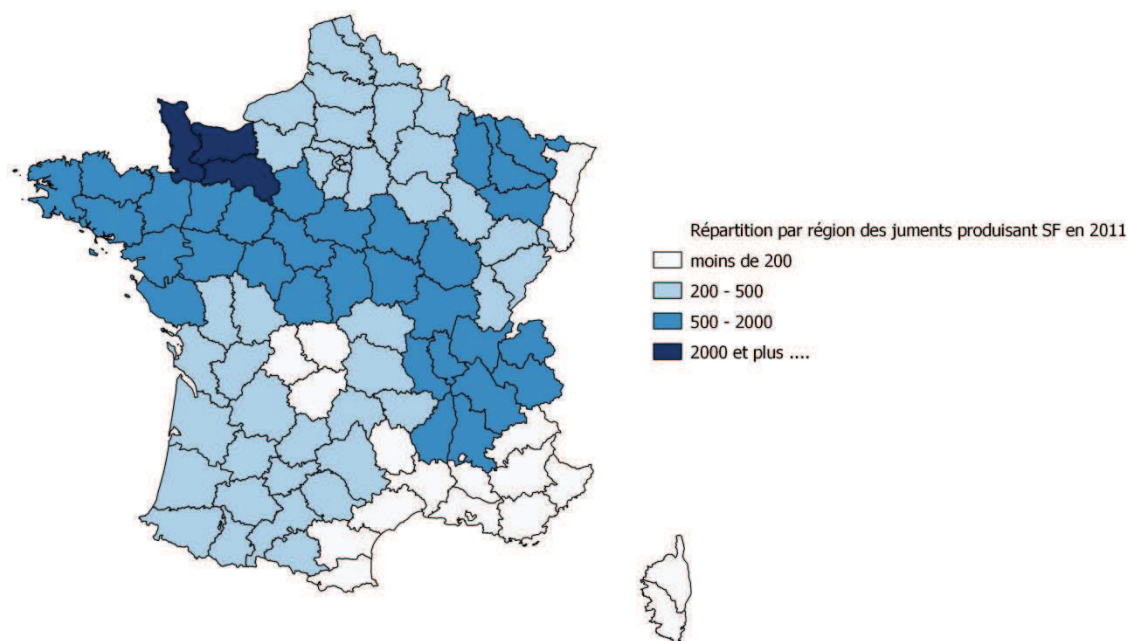 Répartition par région des juments produisant SF en 2011
moins de 200
200 - 500
500 - 2000
2000 et plus ....